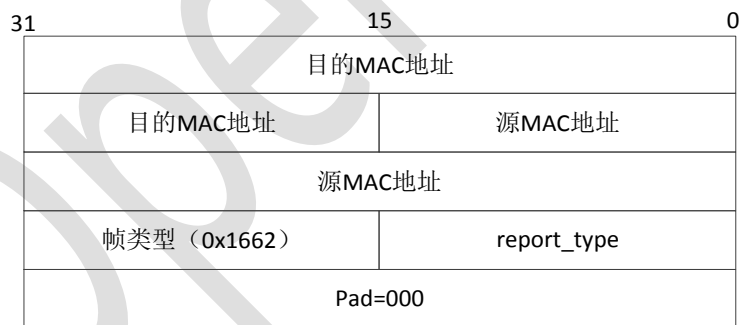 31 15 0
目的MAC地址
目的MAC地址 源MAC地址
源MAC地址
帧类型（0x1662） report_type
Pad=000